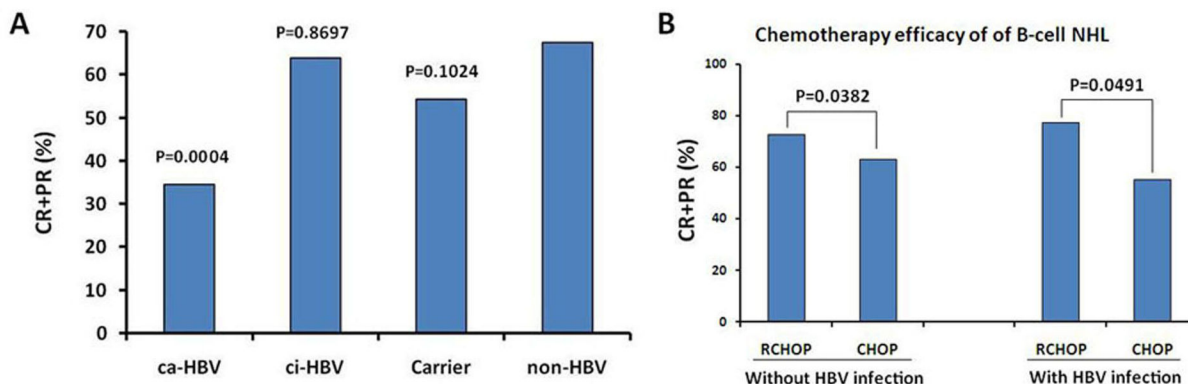 A
CR+PR (%)
70
60
50
40
30
20
10
0
P=0.0004
P=0.8697
P=0.1024
ca-HBV ci-HBV Carrier non-HBV
B
Chemotherapy efficacy of of B-cell NHL
CR+PR (%)
100
80
60
40
20
0
P=0.0382
P=0.0491
RCHOP CHOP RCHOP CHOP
Without HBV infection With HBV infection